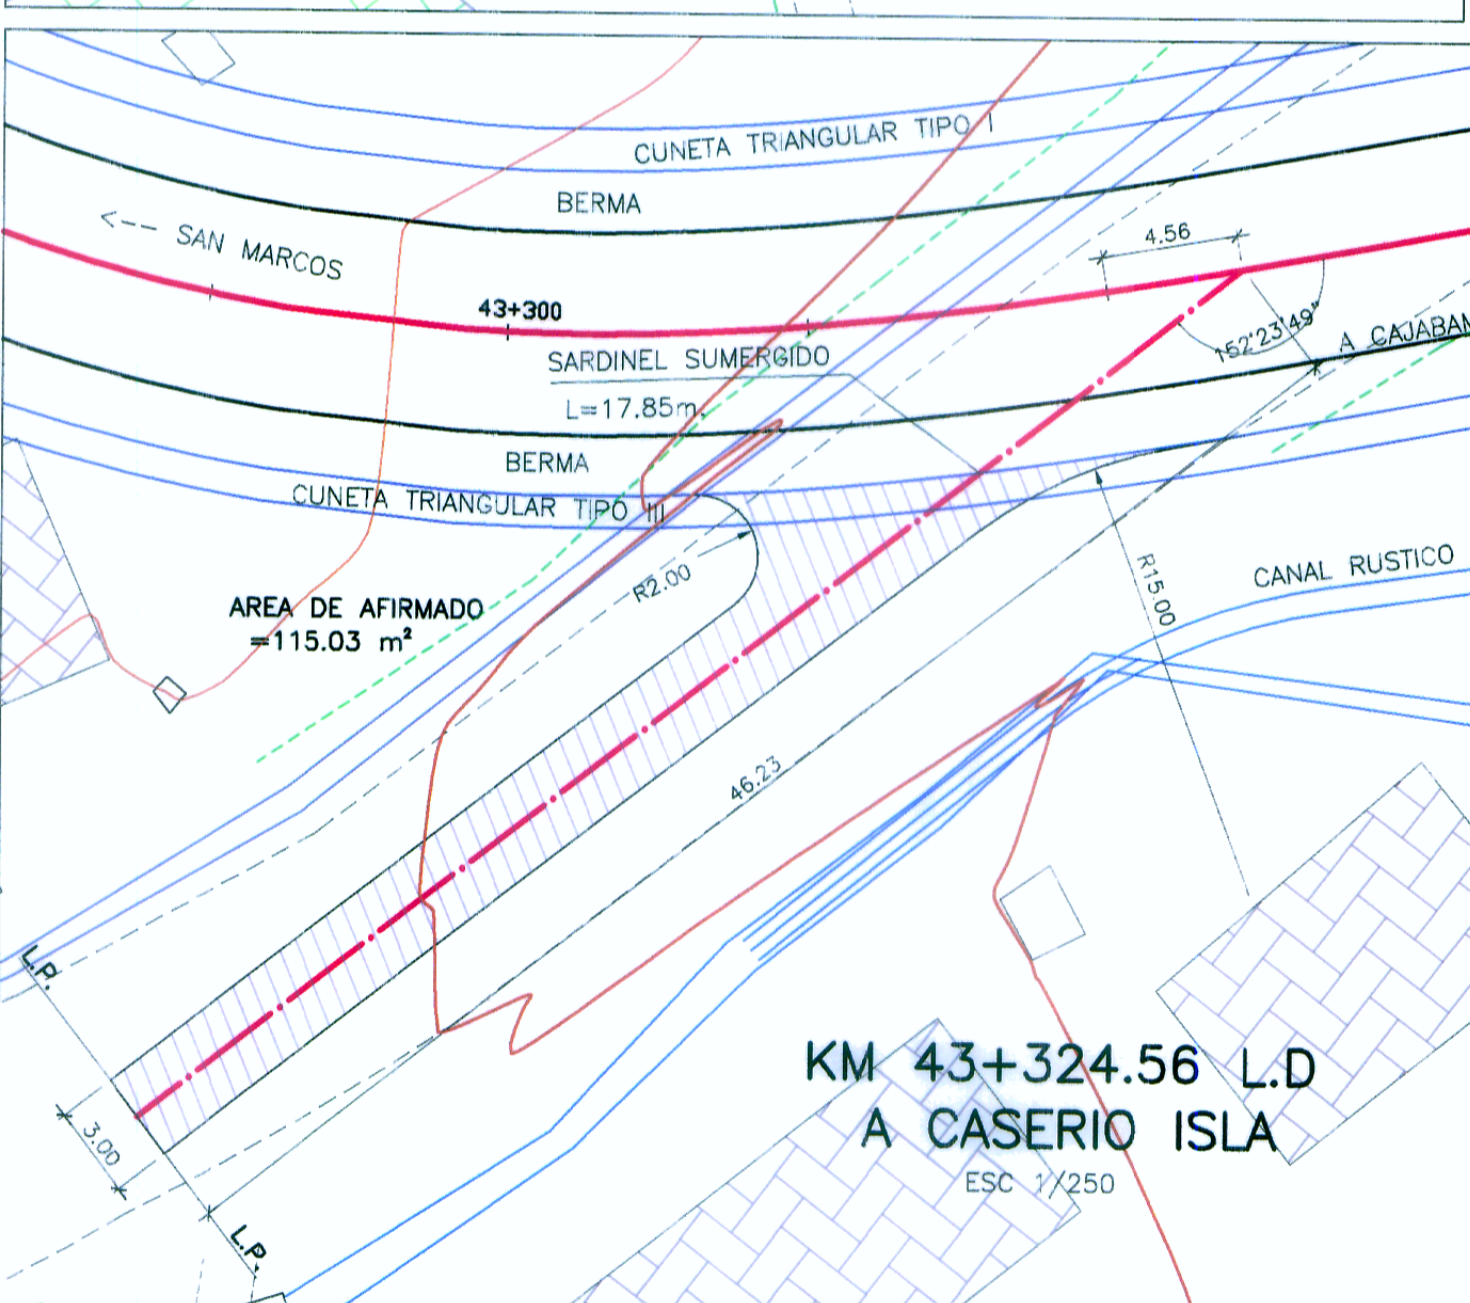 CUNETA TRIANGULAR TIPO I
BERMA
<--- SAN MARCOS
4.56
43+300
152°23'49"
A CAJABAM
SARDINEL SUMERGIDO
L=17.85m.
BERMA
CUNETA TRIANGULAR TIPO III
R2.00
R15.00
CANAL RUSTICO
AREA DE AFIRMADO
=115.03 m²
46.23
L.P.
3.00
L.P.
KM 43+324.56 L.D
A CASERIO ISLA
ESC 1/250